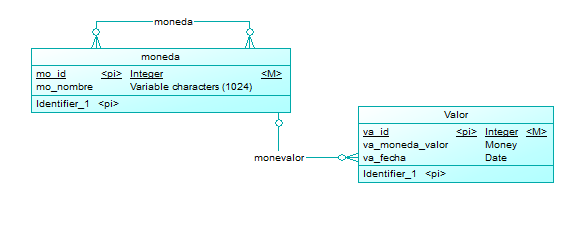 moneda
moneda
mo_id <pi> Integer <M>
mo_nombre Variable characters (1024)
Identifier_1 <pi>
Valor
va_id <pi> Integer <M>
va_moneda_valor Money
va_fecha Date
Identifier_1 <pi>
monevalor